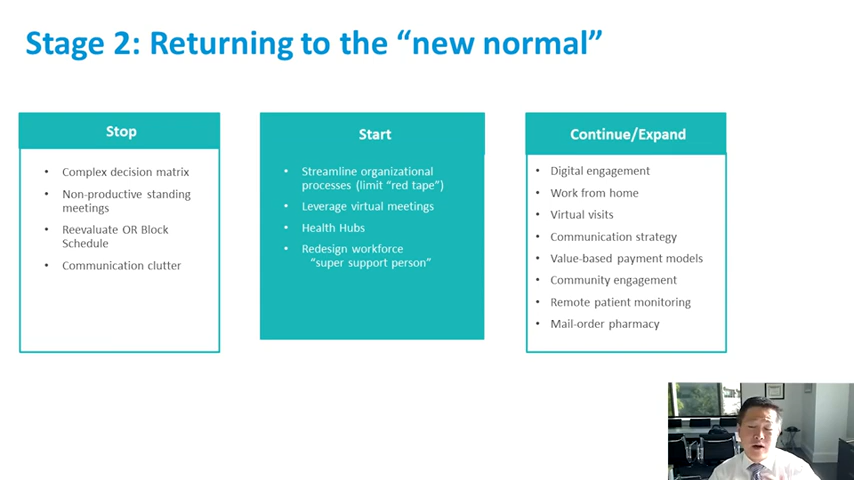 Stage 2: Returning to the “new normal”
Stop
• Complex decision matrix
• Non-productive standing
meetings
• Reevaluate OR Block
Schedule
• Communication clutter
Start
• Streamline organizational
processes (limit “red tape”)
• Leverage virtual meetings
• Health Hubs
• Redesign workforce
“super support person”
Continue/Expand
• Digital engagement
• Work from home
• Virtual visits
• Communication strategy
• Value-based payment models
• Community engagement
• Remote patient monitoring
• Mail-order pharmacy